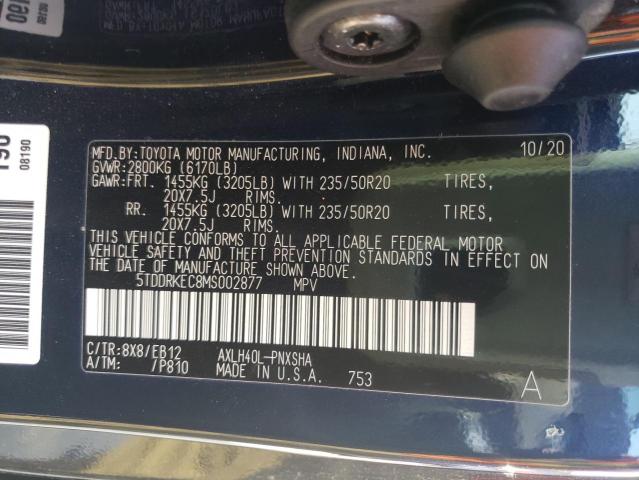 MFD.BY:TOYOTA MOTOR MANUFACTURING, INDIANA, INC. 10/20
GVWR:2800KG (6170LB)
GAWR:FRT. 1455KG (3205LB) WITH 235/50R20 TIRES,
20X7.5J RIMS.
RR. 1455KG (3205LB) WITH 235/50R20 TIRES,
20X7.5J RIMS.
THIS VEHICLE CONFORMS TO ALL APPLICABLE FEDERAL MOTOR
VEHICLE SAFETY AND THEFT PREVENTION STANDARDS IN EFFECT ON
THE DATE OF MANUFACTURE SHOWN ABOVE.
5TDDRKEC8MS002877 MPV
C/TR:8X8/EB12 AXLH40L-PNXSHA
A/TM: /P810 MADE IN U.S.A. 753 A
08190